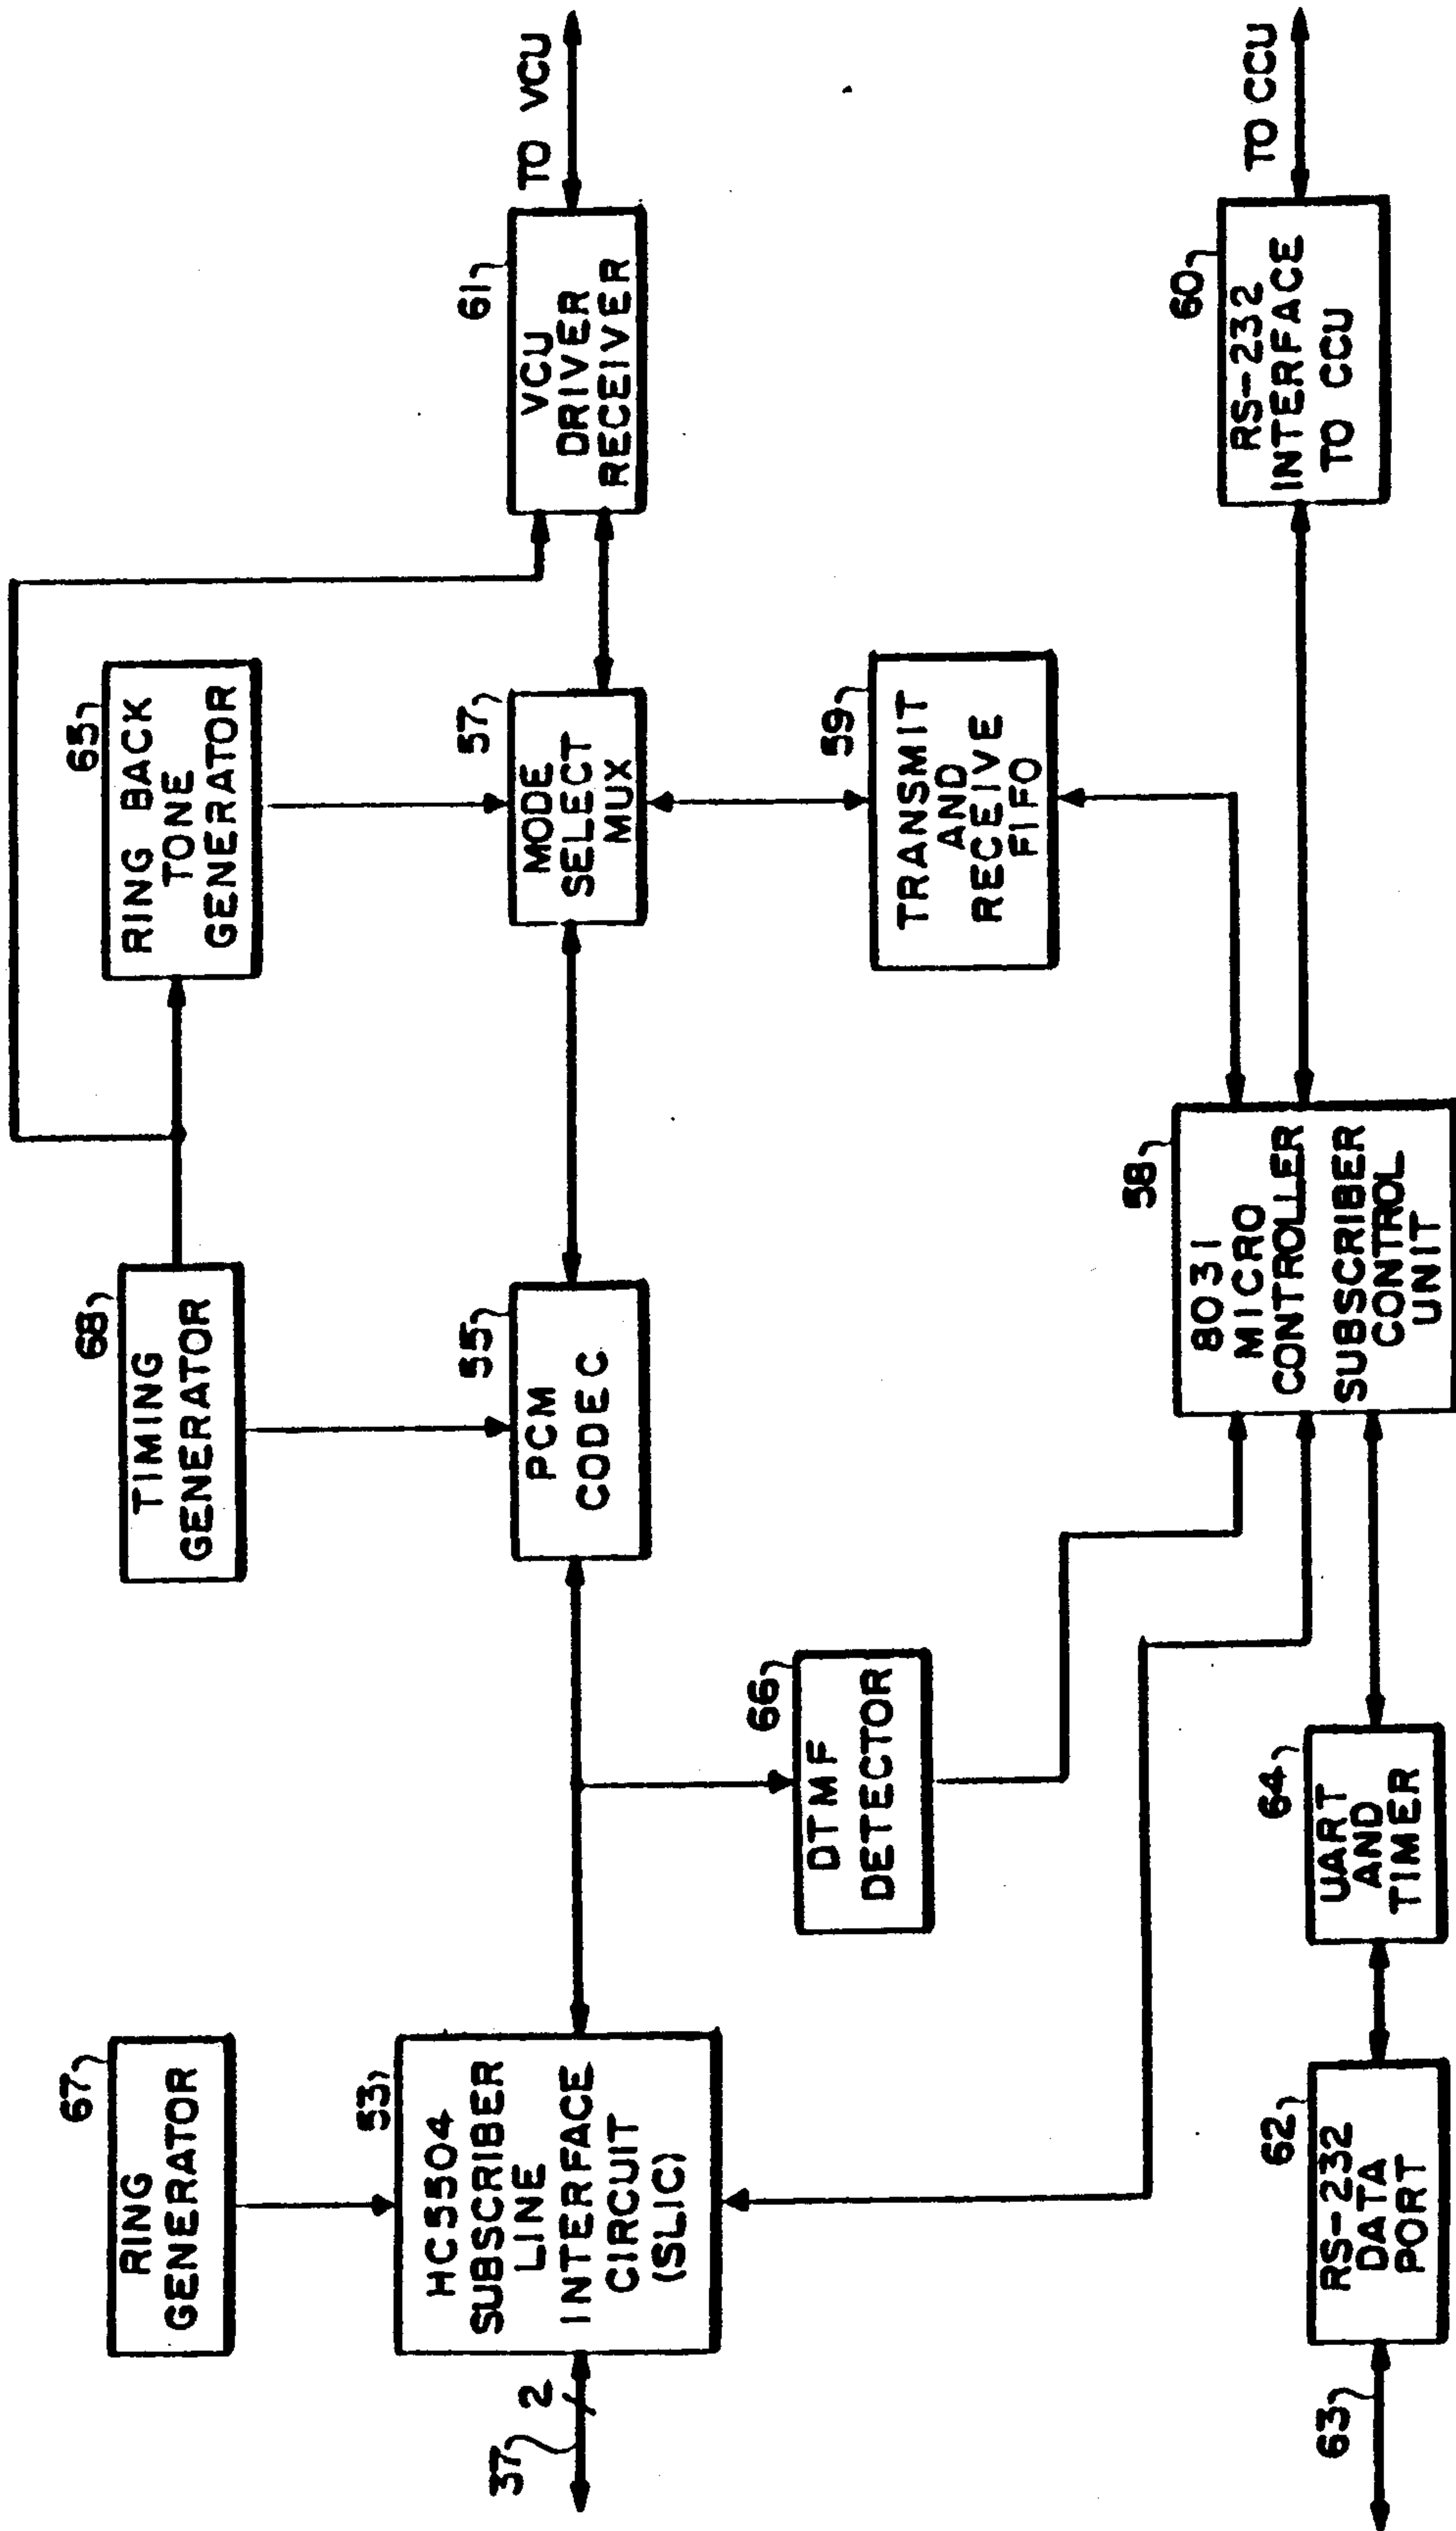 67
RING
GENERATOR
68
TIMING
GENERATOR
65
RING BACK
TONE
GENERATOR
37
2
53
HC5504
SUBSCRIBER
LINE
INTERFACE
CIRCUIT
(SLIC)
55
PCM
CODEC
57
MODE
SELECT
MUX
61
VCU
DRIVER
RECEIVER
TO VCU
66
DTMF
DETECTOR
59
TRANSMIT
AND
RECEIVE
FIFO
63
62
RS-232
DATA
PORT
64
UART
AND
TIMER
58
8031
MICRO
CONTROLLER
SUBSCRIBER
CONTROL
UNIT
60
RS-232
INTERFACE
TO CCU
TO CCU